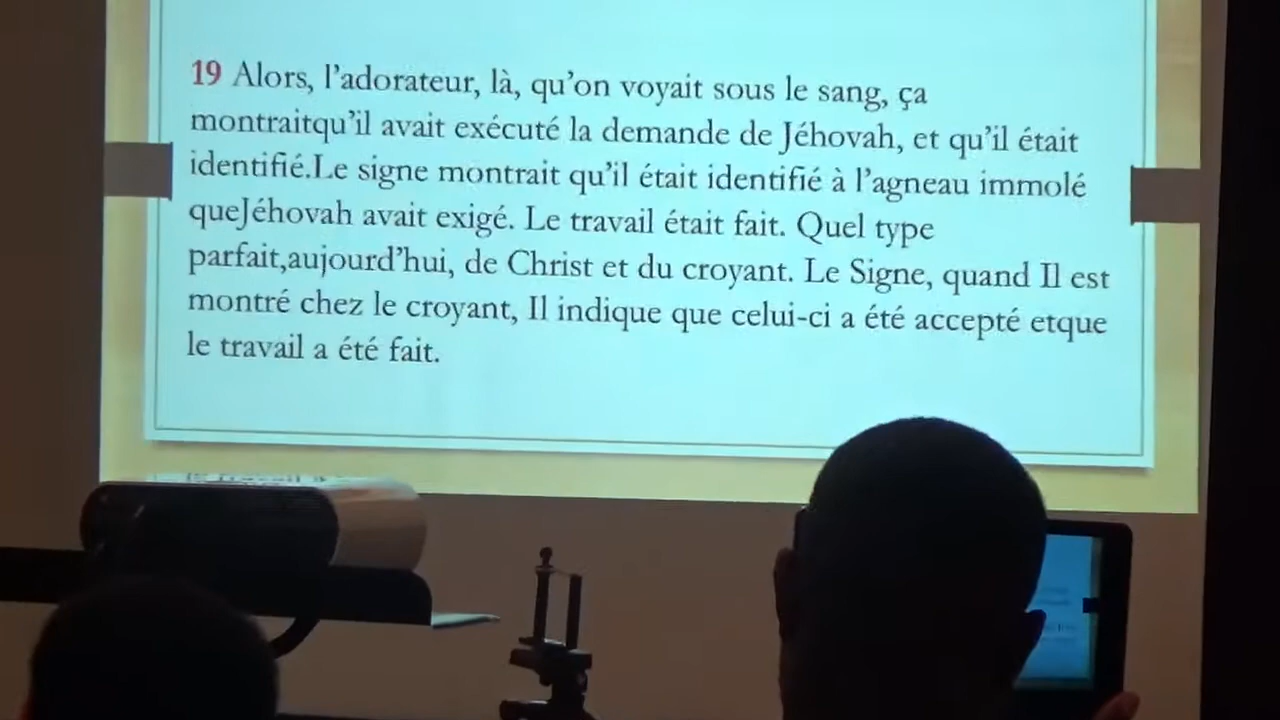 19 Alors, l’adorateur, là, qu’on voyait sous le sang, ça
montraitqu’il avait exécuté la demande de Jéhovah, et qu’il était
identifié.Le signe montrait qu’il était identifié à l’agneau immolé
queJéhovah avait exigé. Le travail était fait. Quel type
parfait,aujourd’hui, de Christ et du croyant. Le Signe, quand Il est
montré chez le croyant, Il indique que celui-ci a été accepté etque
le travail a été fait.